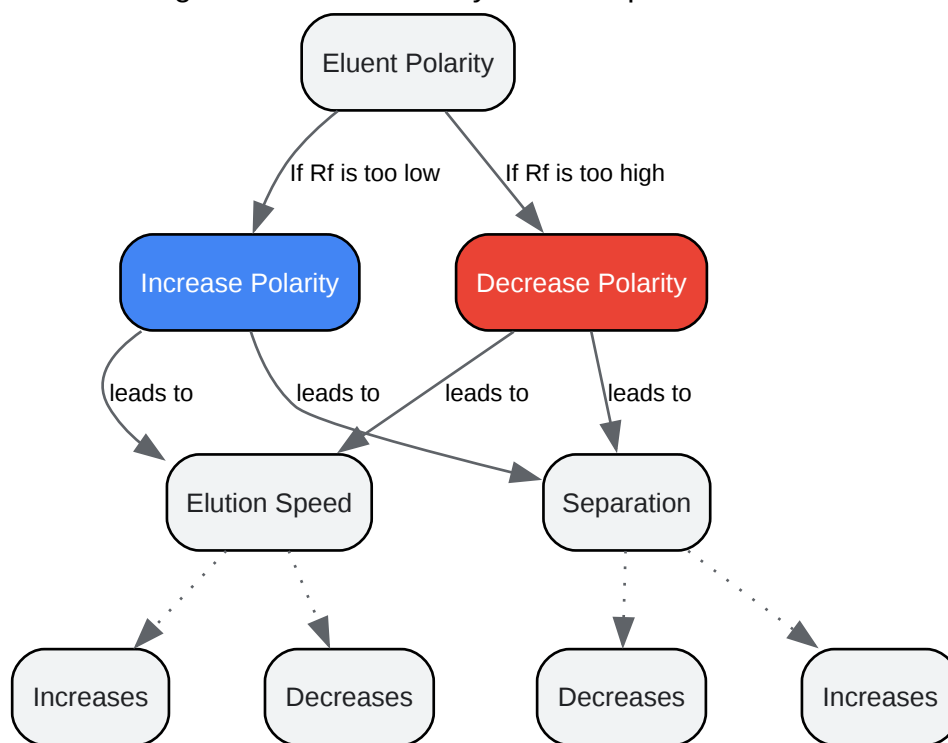 Eluent Polarity
If Rf is too low
If Rf is too high
Increase Polarity
Decrease Polarity
leads to
leads to
leads to
leads to
Elution Speed
Separation
Increases
Decreases
Decreases
Increases